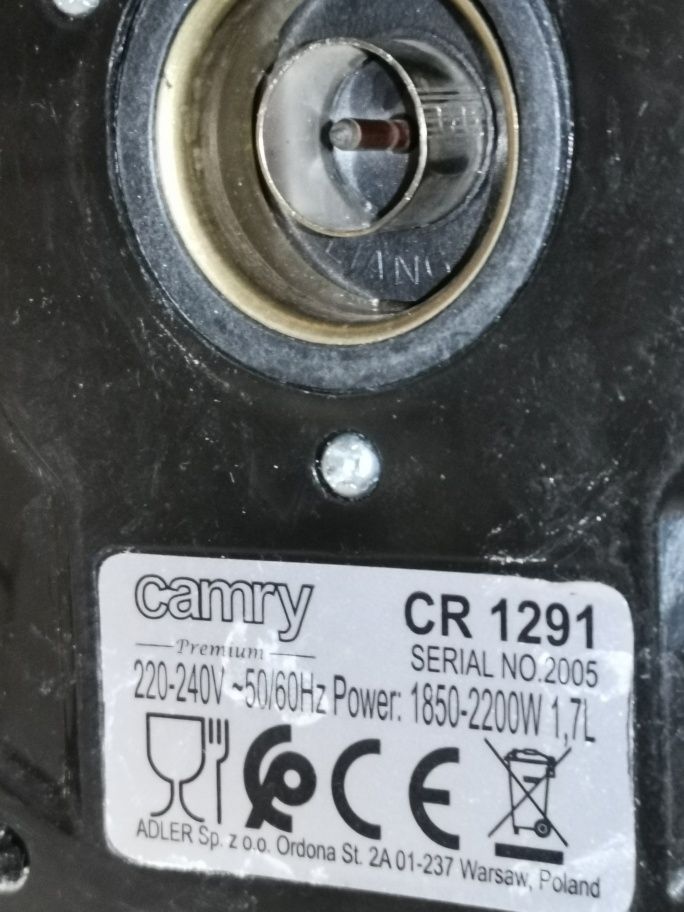 camry
CR 1291
Premium
SERIAL NO.2005
220-240V ~50/60Hz Power: 1850-2200W 1,7L
CE
ADLER Sp. z o.o. Ordona St. 2A 01-237 Warsaw, Poland